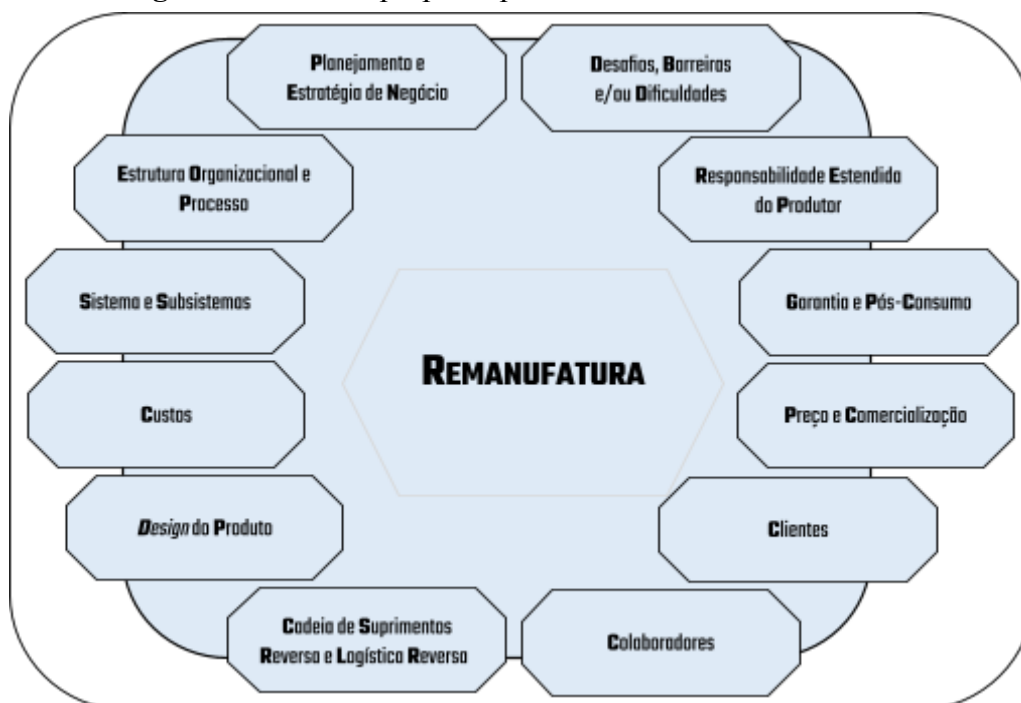 Planejamento e
Estratégia de Negócio
Desafios, Barreiras
e/ou Dificuldades
Estrutura Organizacional e
Processo
Responsabilidade Estendida
do Produtor
Sistema e Subsistemas
Garantia e Pós-Consumo
REMANUFATURA
Custos
Preço e Comercialização
Design do Produto
Clientes
Cadeia de Suprimentos
Reversa e Logística Reversa
Colaboradores